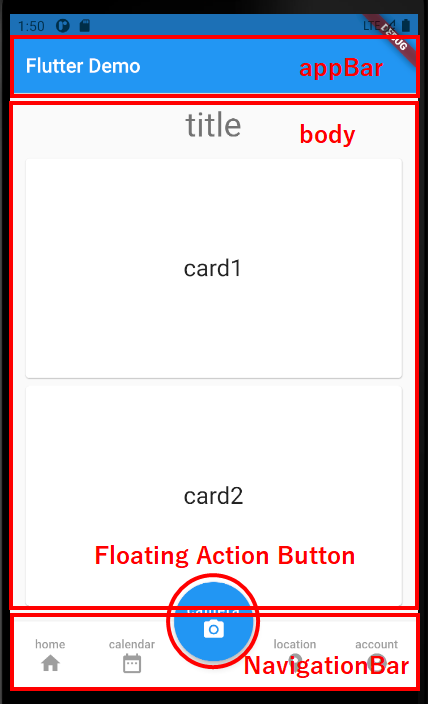 1:50
LTE
DEBUG
Flutter Demo
appBar
title
body
card1
card2
Floating Action Button
camera
home
calendar
location
account
NavigationBar